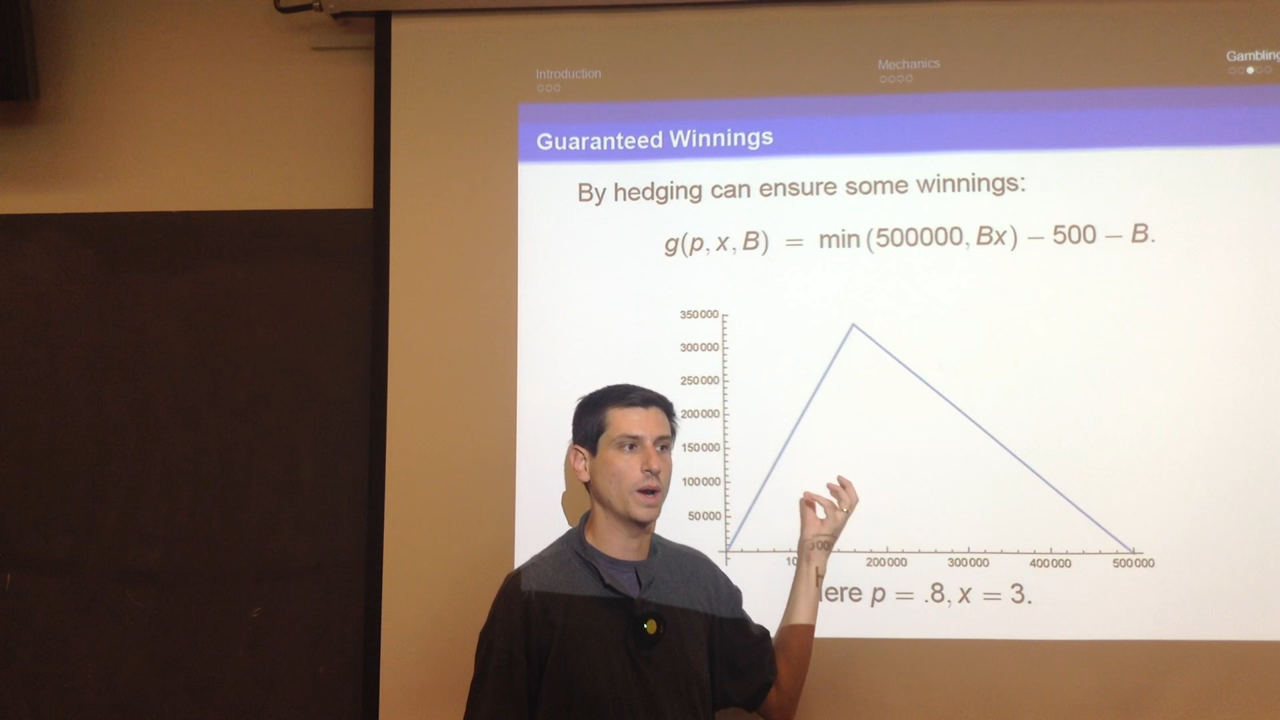 Introduction
Mechanics
Gambling
Guaranteed Winnings
By hedging can ensure some winnings:
g(p, x, B) = min (500000, Bx) − 500 − B.
350000
300000
250000
200000
150000
100000
50000
200000
300000
400000
500000
p = .8, x = 3.